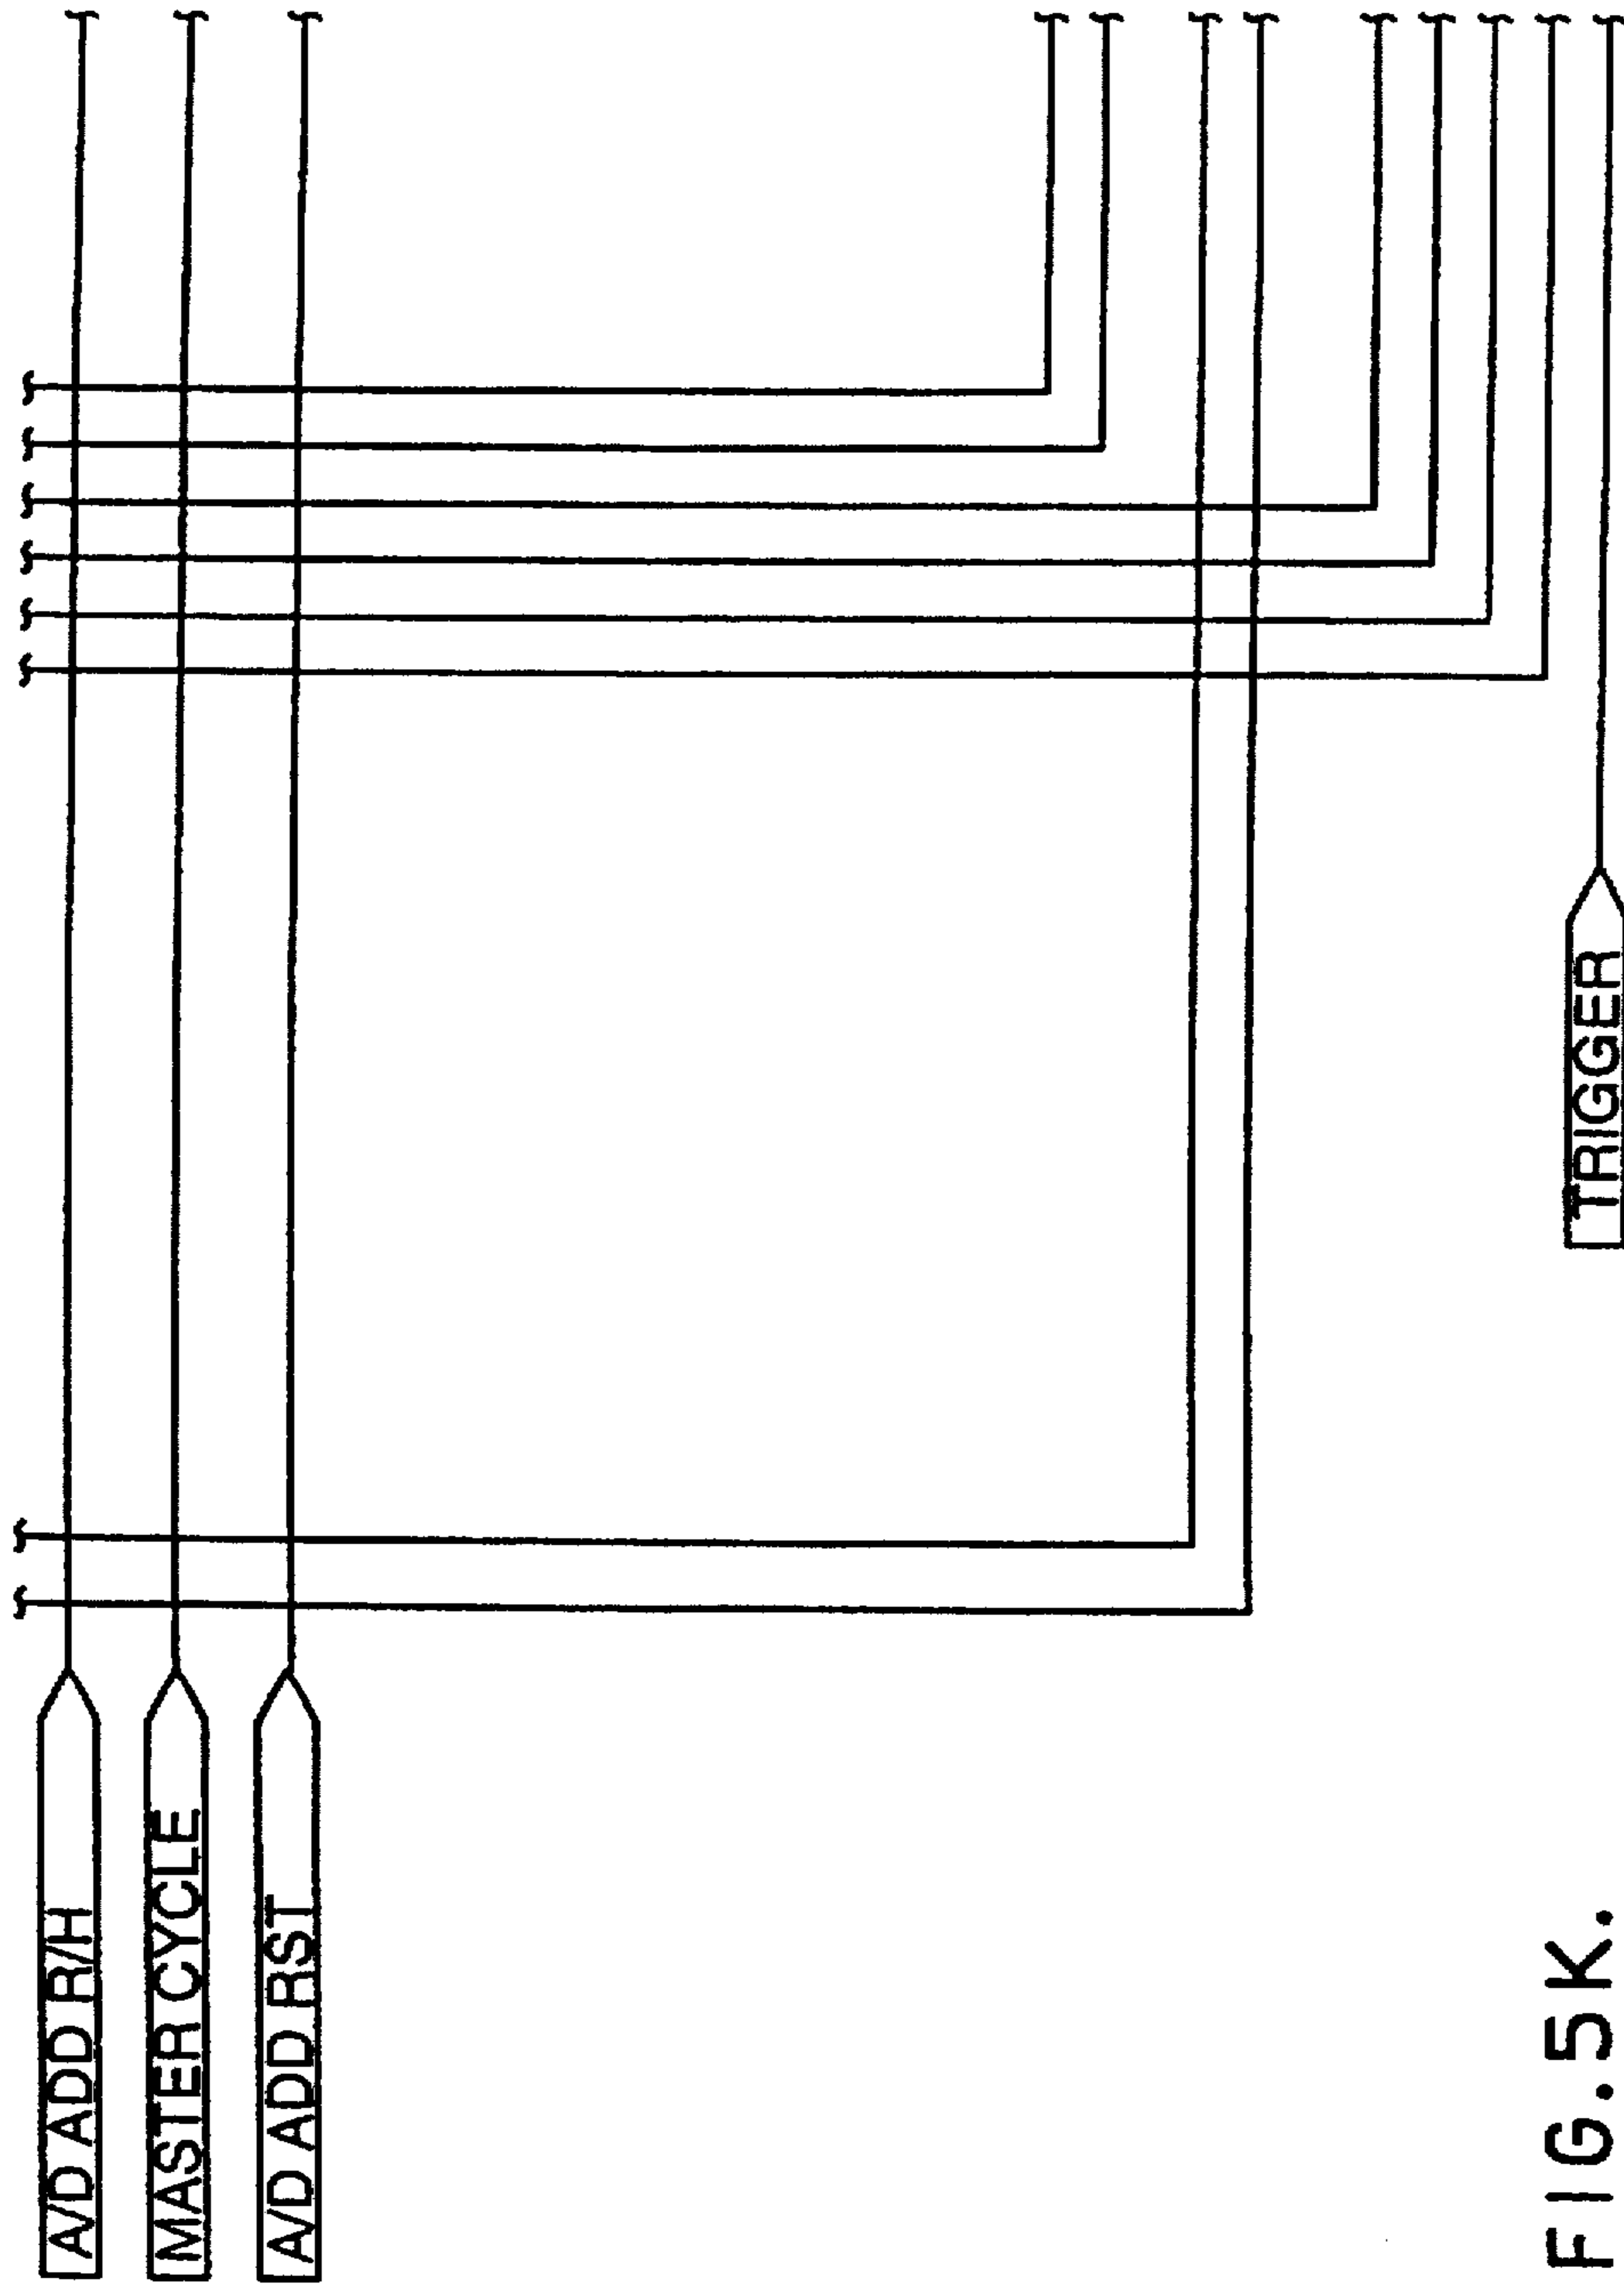 A/D ADD R/H
MASTER CYCLE
A/D ADD RST
TRIGGER
FIG.5K.